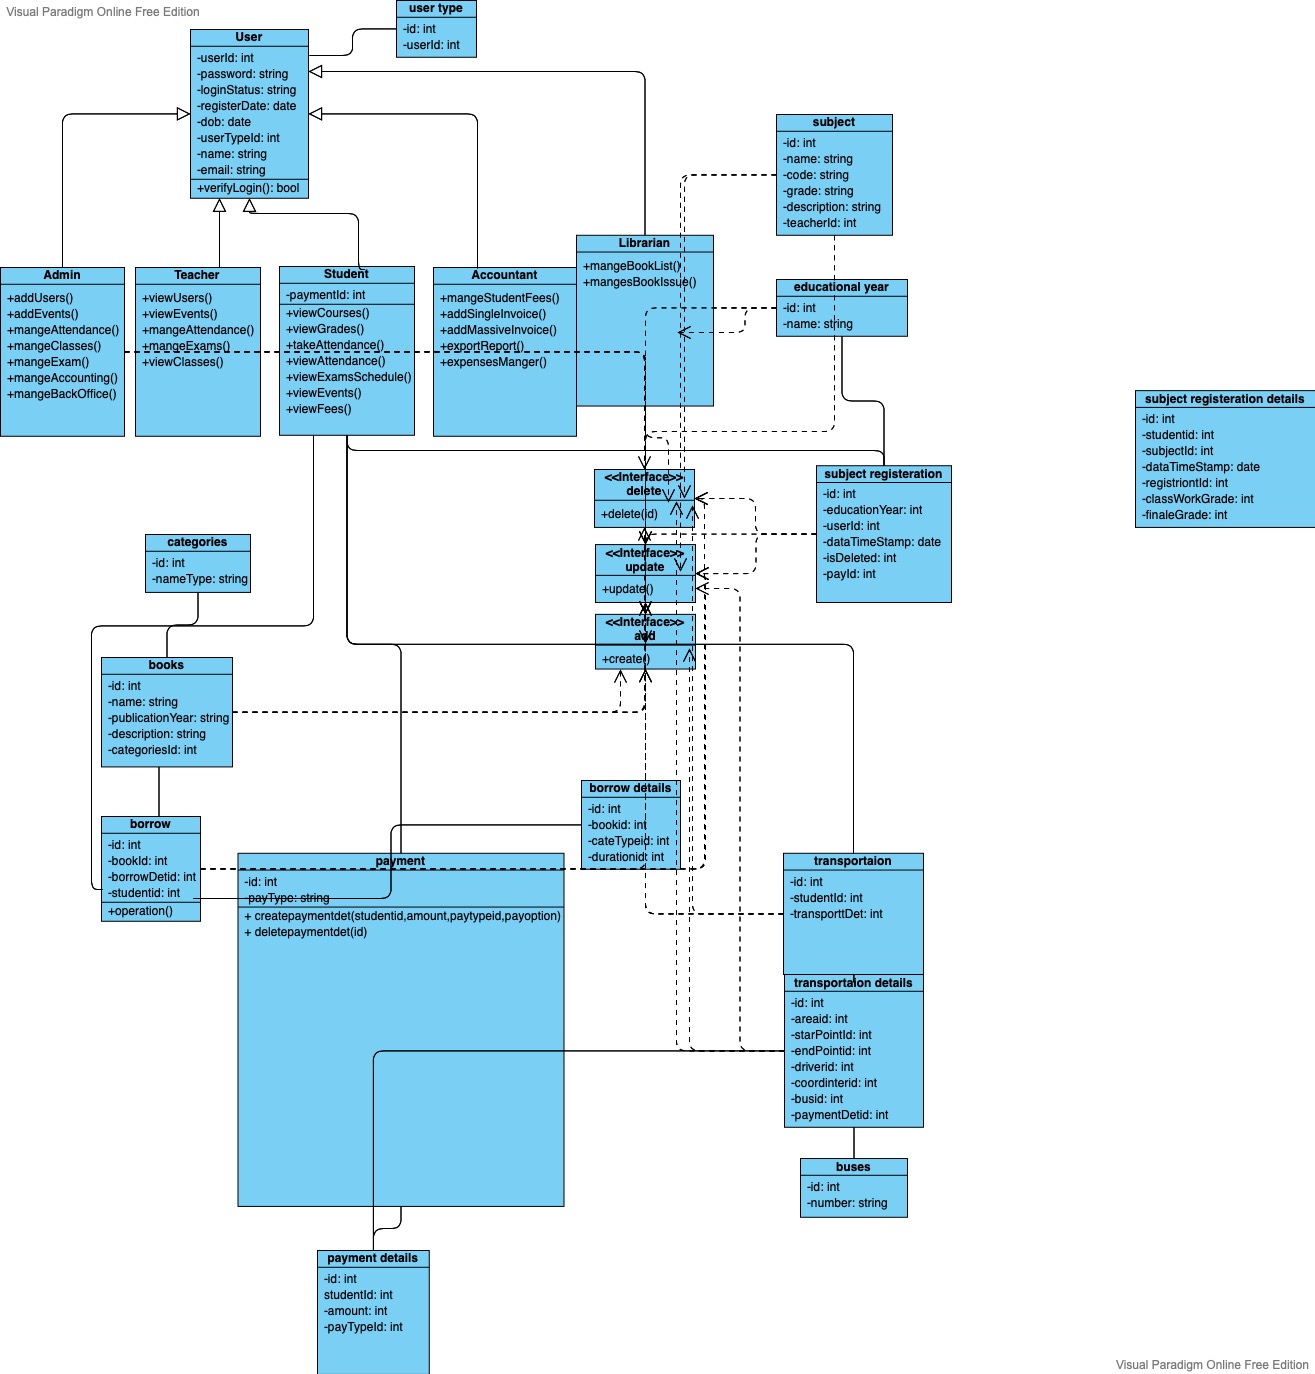 Visual Paradigm Online Free Edition
user type
-id: int
-userId: int
User
-userId: int
-password: string
-loginStatus: string
-registerDate: date
-dob: date
-userTypeId: int
-name: string
-email: string
+verifyLogin(): bool
subject
-id: int
-name: string
-code: string
-grade: string
-description: string
-teacherId: int
Admin
+addUsers()
+addEvents()
+mangeAttendance()
+mangeClasses()
+mangeExam()
+mangeAccounting()
+mangeBackOffice()
Teacher
+viewUsers()
+viewEvents()
+mangeAttendance()
+mangeExams()
+viewClasses()
Student
-paymentId: int
+viewCourses()
+viewGrades()
+takeAttendance()
+viewAttendance()
+viewExamsSchedule()
+viewEvents()
+viewFees()
Accountant
+mangeStudentFees()
+addSingleInvoice()
+addMassiveInvoice()
+exportReport()
+expensesManger()
Librarian
+mangeBookList()
+mangesBookIssue()
educational year
-id: int
-name: string
subject registeration details
-id: int
-studentid: int
-subjectId: int
-dataTimeStamp: date
-registriontId: int
-classWorkGrade: int
-finaleGrade: int
<<Interface>>
delete
+delete(id)
subject registeration
-id: int
-educationYear: int
-userId: int
-dataTimeStamp: date
-isDeleted: int
-payId: int
<<Interface>>
update
+update()
<<Interface>>
add
+create()
categories
-id: int
-nameType: string
books
-id: int
-name: string
-publicationYear: string
-description: string
-categoriesId: int
borrow
-id: int
-bookId: int
-borrowDetid: int
-studentid: int
+operation()
borrow details
-id: int
-bookid: int
-cateTypeid: int
-durationid: int
payment
-id: int
-payType: string
+ createpaymentdet(studentid,amount,paytypeid,payoption)
+ deletepaymentdet(id)
transportaion
-id: int
-studentId: int
-transporttDet: int
transportaion details
-id: int
-areaid: int
-starPointId: int
-endPointid: int
-driverid: int
-coordinterid: int
-busid: int
-paymentDetid: int
buses
-id: int
-number: string
payment details
-id: int
studentId: int
-amount: int
-payTypeId: int
Visual Paradigm Online Free Edition